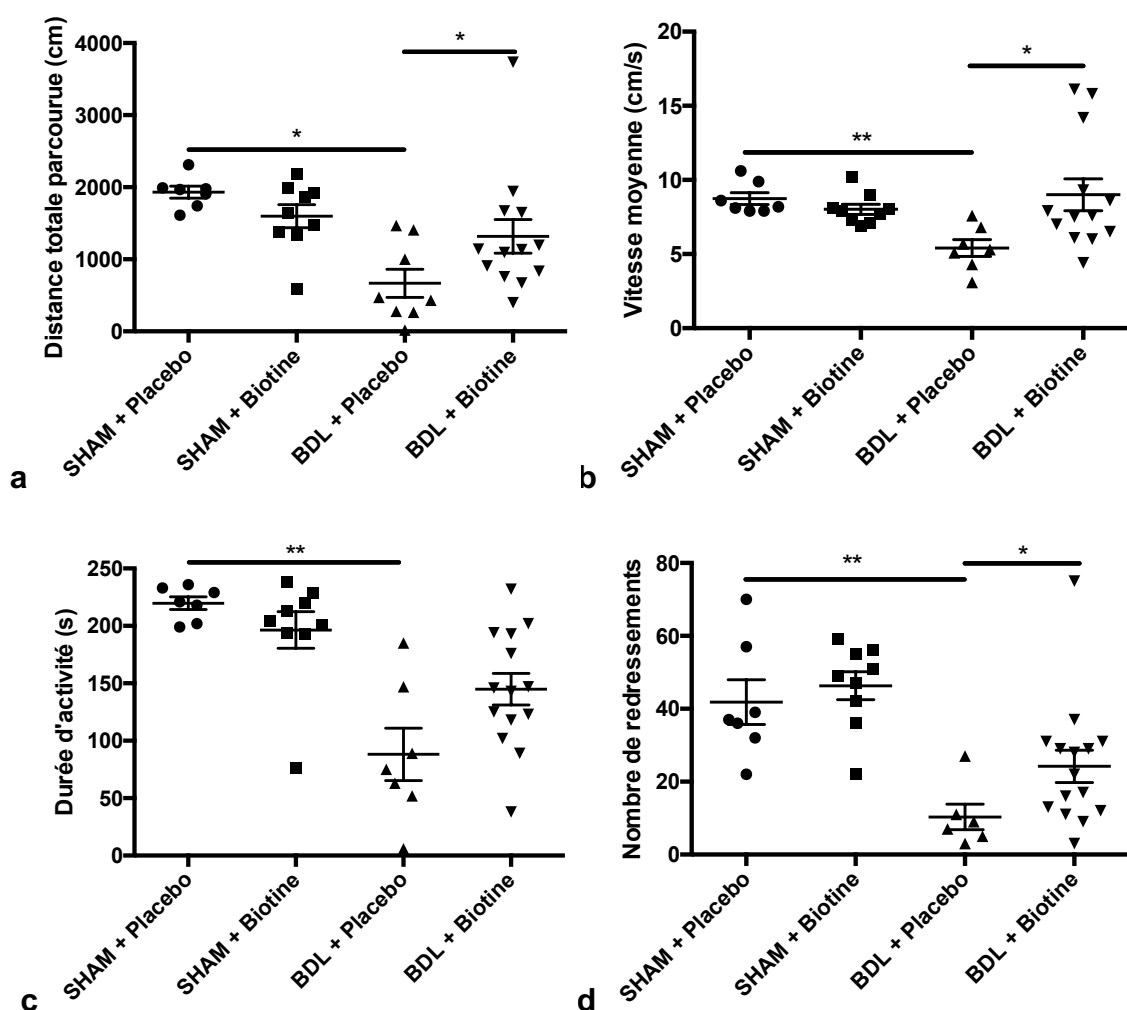 Distance totale parcourue (cm)
4000
3000
2000
1000
0
*
*
SHAM + Placebo
SHAM + Biotine
BDL + Placebo
BDL + Biotine
a
Vitesse moyenne (cm/s)
20
15
10
5
0
**
*
SHAM + Placebo
SHAM + Biotine
BDL + Placebo
BDL + Biotine
b
Durée d'activité (s)
250
200
150
100
50
0
**
SHAM + Placebo
SHAM + Biotine
BDL + Placebo
BDL + Biotine
c
Nombre de redressements
80
60
40
20
0
**
*
SHAM + Placebo
SHAM + Biotine
BDL + Placebo
BDL + Biotine
d